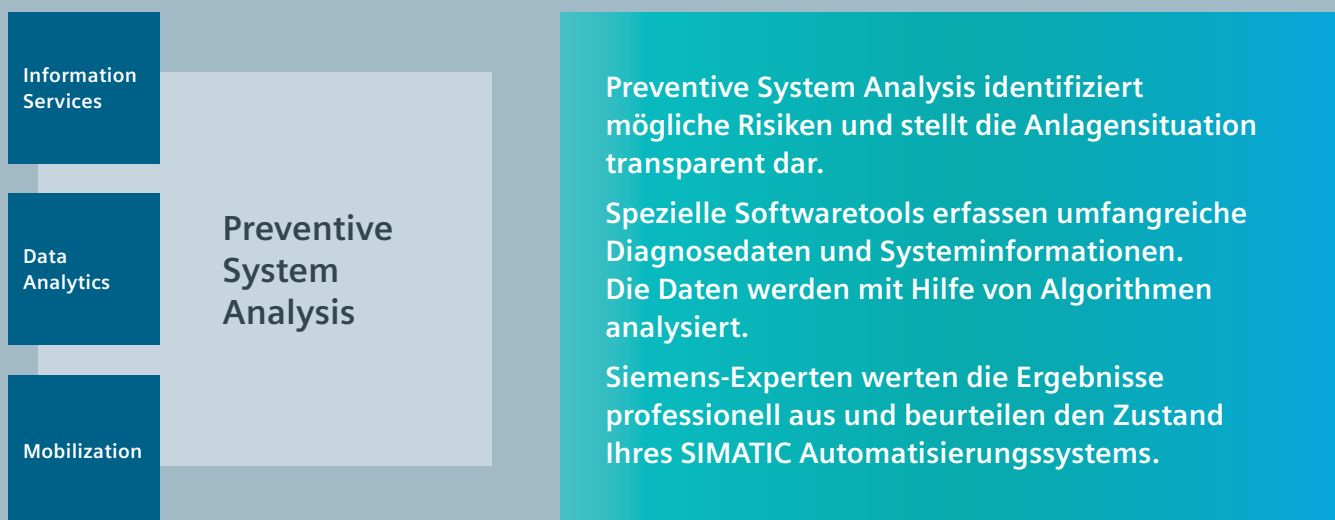 Information
Services
Data
Analytics
Mobilization
Preventive
System
Analysis
Preventive System Analysis identifiziert
mögliche Risiken und stellt die Anlagensituation
transparent dar.
Spezielle Softwaretools erfassen umfangreiche
Diagnosedaten und Systeminformationen.
Die Daten werden mit Hilfe von Algorithmen
analysiert.
Siemens-Experten werten die Ergebnisse
professionell aus und beurteilen den Zustand
Ihres SIMATIC Automatisierungssystems.